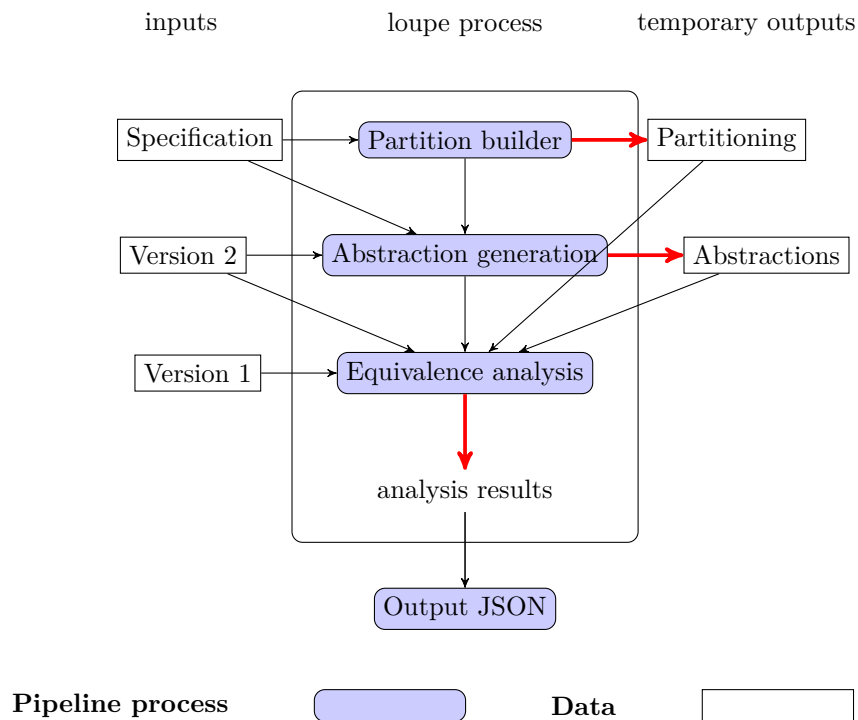 inputs loupe process temporary outputs
Specification Partition builder Partitioning
Version 2 Abstraction generation Abstractions
Version 1 Equivalence analysis
analysis results
Output JSON
Pipeline process Data